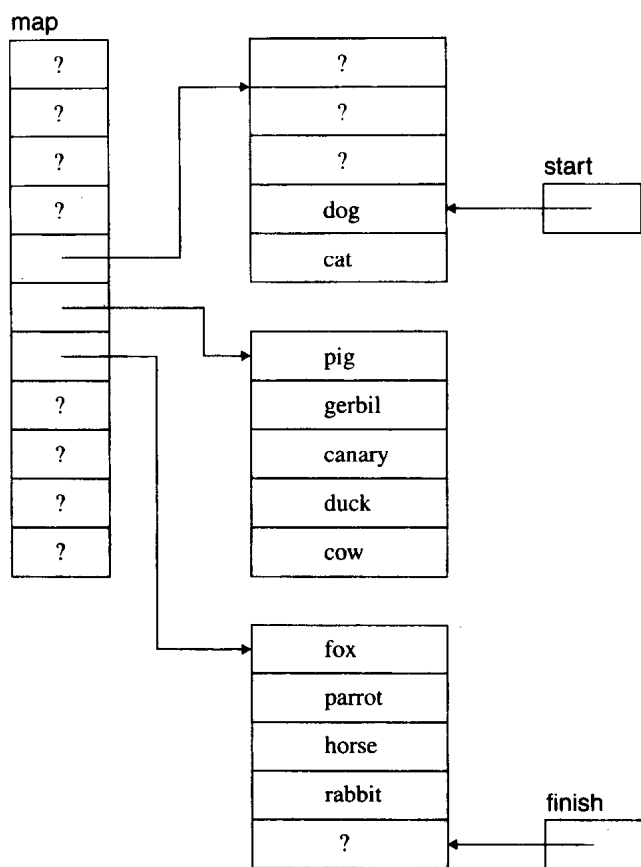 map
?
?
?
?
?
?
?
?
?
?
?
dog
cat
start
pig
gerbil
canary
duck
cow
fox
parrot
horse
rabbit
?
finish